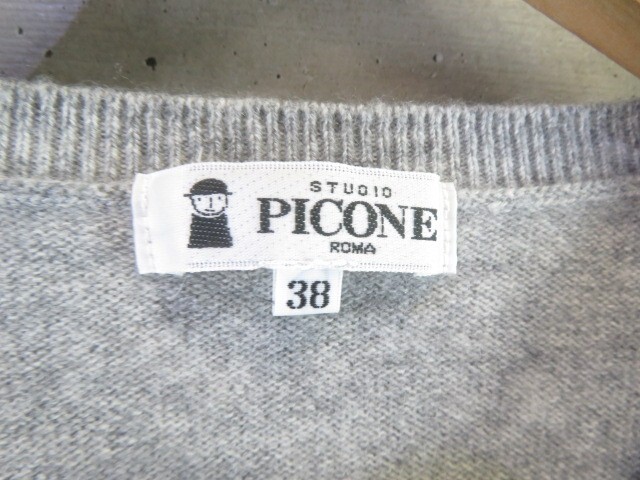 STUDIO
PICONE
ROMA
38